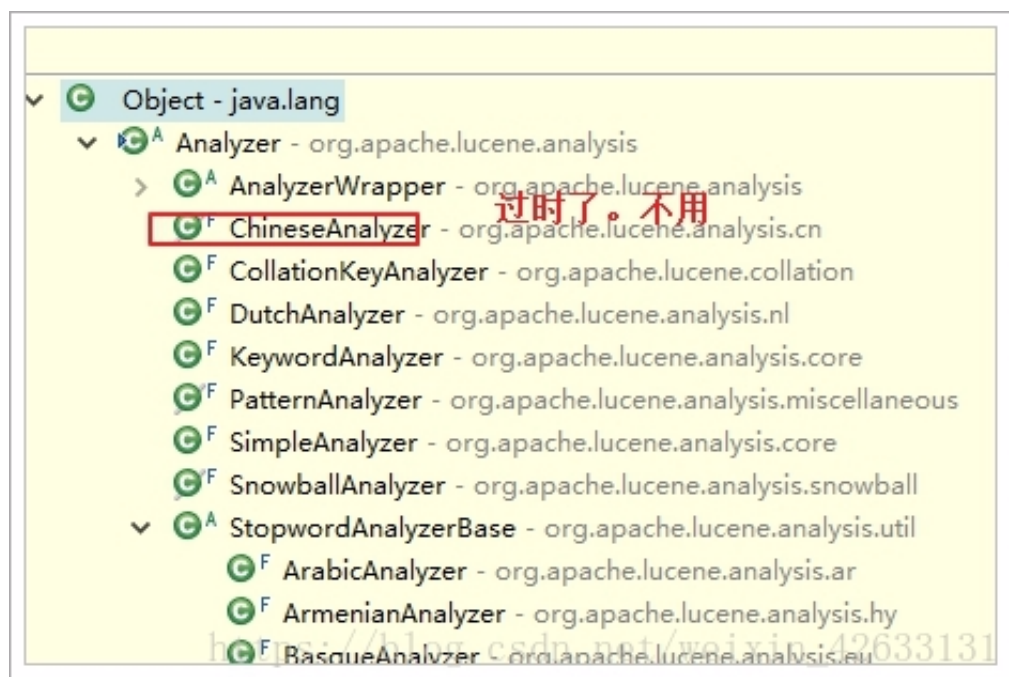 Object - java.lang
A Analyzer - org.apache.lucene.analysis
A AnalyzerWrapper - org.apache.lucene.analysis
过时了。不用
F ChineseAnalyzer - org.apache.lucene.analysis.cn
F CollationKeyAnalyzer - org.apache.lucene.collation
F DutchAnalyzer - org.apache.lucene.analysis.nl
F KeywordAnalyzer - org.apache.lucene.analysis.core
F PatternAnalyzer - org.apache.lucene.analysis.miscellaneous
F SimpleAnalyzer - org.apache.lucene.analysis.core
F SnowballAnalyzer - org.apache.lucene.analysis.snowball
A StopwordAnalyzerBase - org.apache.lucene.analysis.util
F ArabicAnalyzer - org.apache.lucene.analysis.ar
F ArmenianAnalyzer - org.apache.lucene.analysis.hy
F BasqueAnalyzer - org.apache.lucene.analysis.eu
https://blog.csdn.net/weixin_42633131